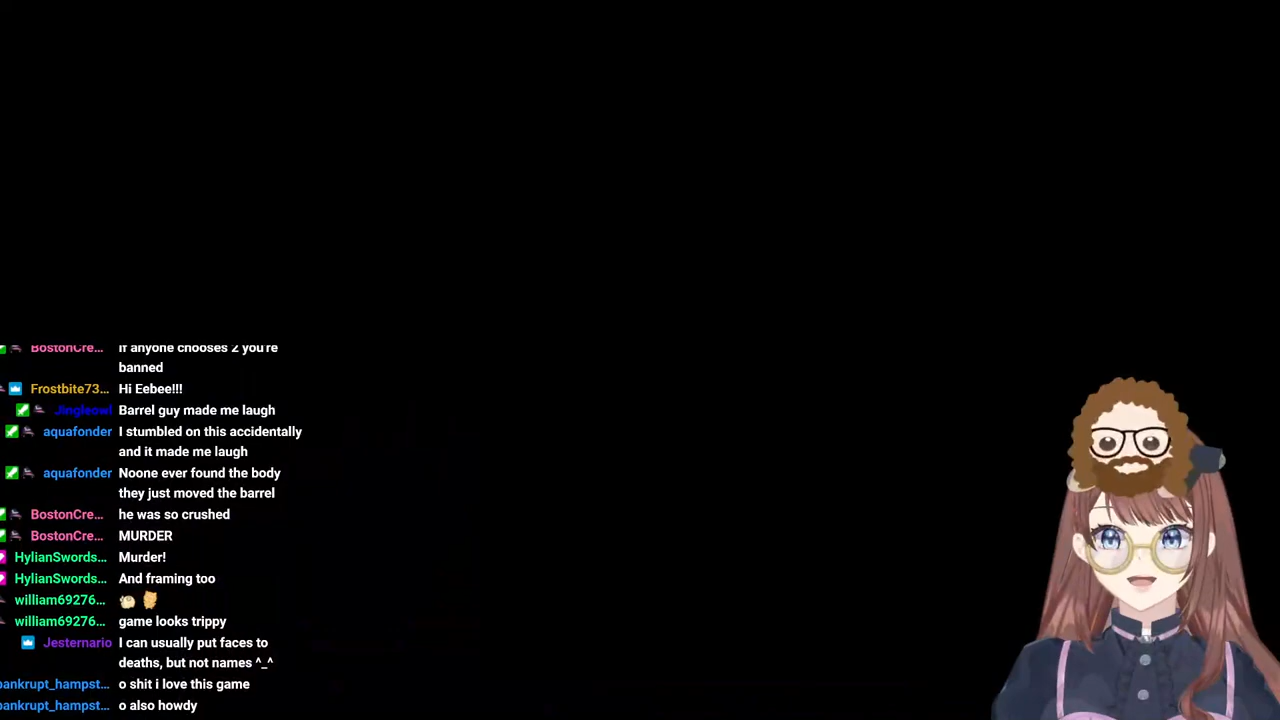 BostonCre... If anyone chooses 2 you're
banned
Frostbite73... Hi Eebee!!!
Jingleowl Barrel guy made me laugh
aquafonder I stumbled on this accidentally
and it made me laugh
aquafonder Noone ever found the body
they just moved the barrel
BostonCre... he was so crushed
BostonCre... MURDER
HylianSwords... Murder!
HylianSwords... And framing too
william69276...
william69276... game looks trippy
Jesternario I can usually put faces to
deaths, but not names ^_^
bankrupt_hampst... o shit i love this game
bankrupt_hampst... o also howdy